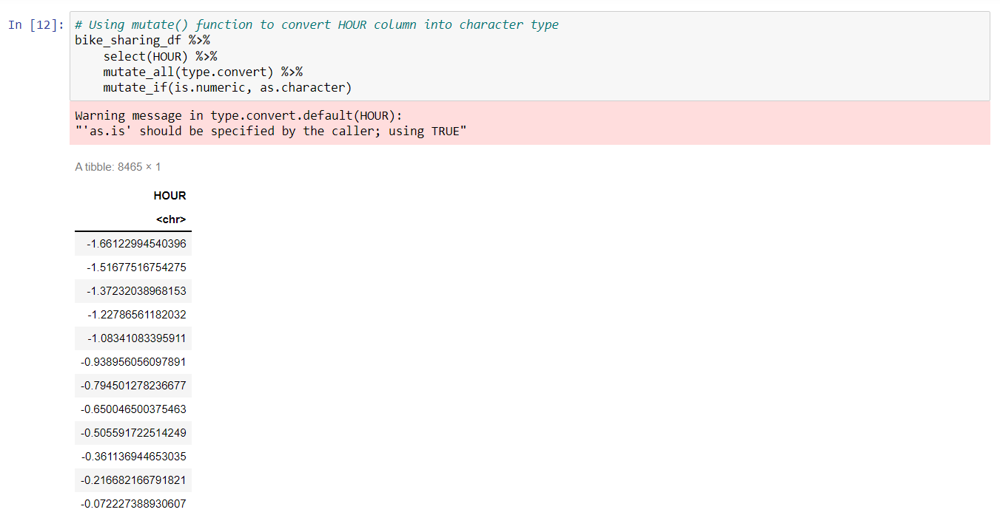 In [12]: # Using mutate() function to convert HOUR column into character type
bike_sharing_df %>%
    select(HOUR) %>%
    mutate_all(type.convert) %>%
    mutate_if(is.numeric, as.character)
Warning message in type.convert.default(HOUR):
"'as.is' should be specified by the caller; using TRUE"
A tibble: 8465 × 1
HOUR
<chr>
-1.66122994540396
-1.51677516754275
-1.37232038968153
-1.22786561182032
-1.08341083395911
-0.938956056097891
-0.794501278236677
-0.650046500375463
-0.505591722514249
-0.361136944653035
-0.216682166791821
-0.072227388930607